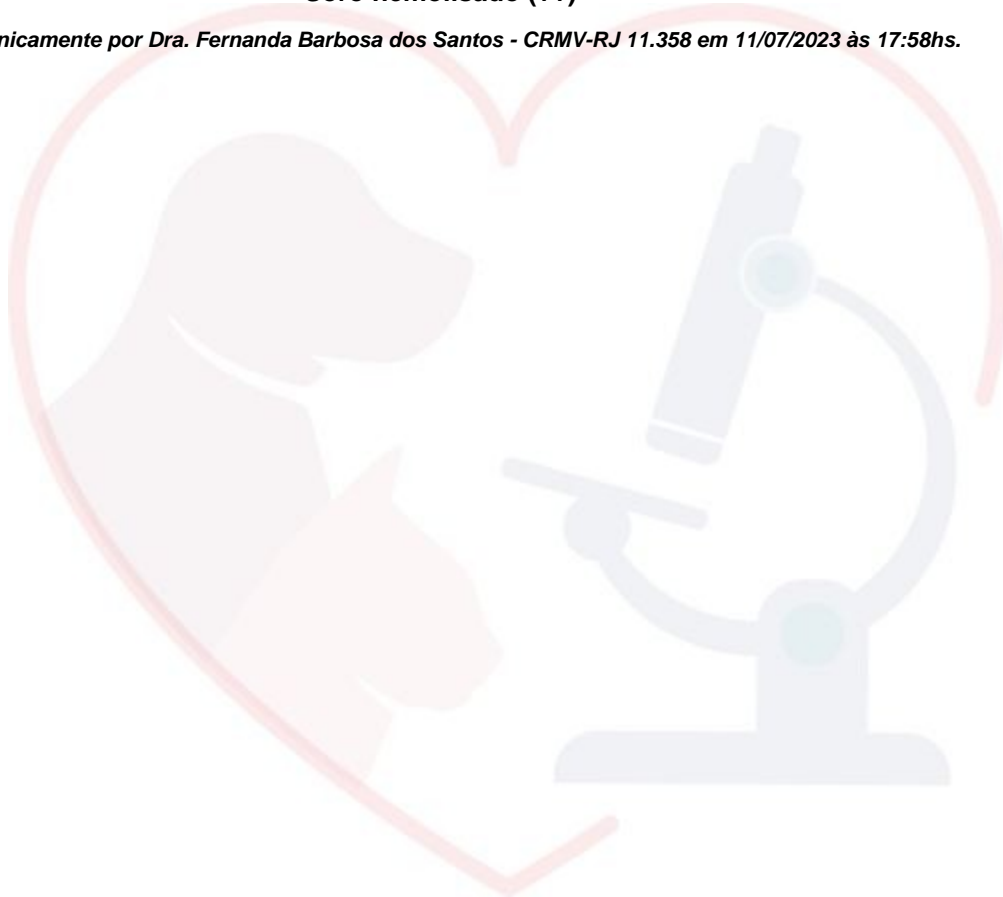 nicamente por Dra. Fernanda Barbosa dos Santos - CRMV-RJ 11.358 em 11/07/2023 às 17:58hs.